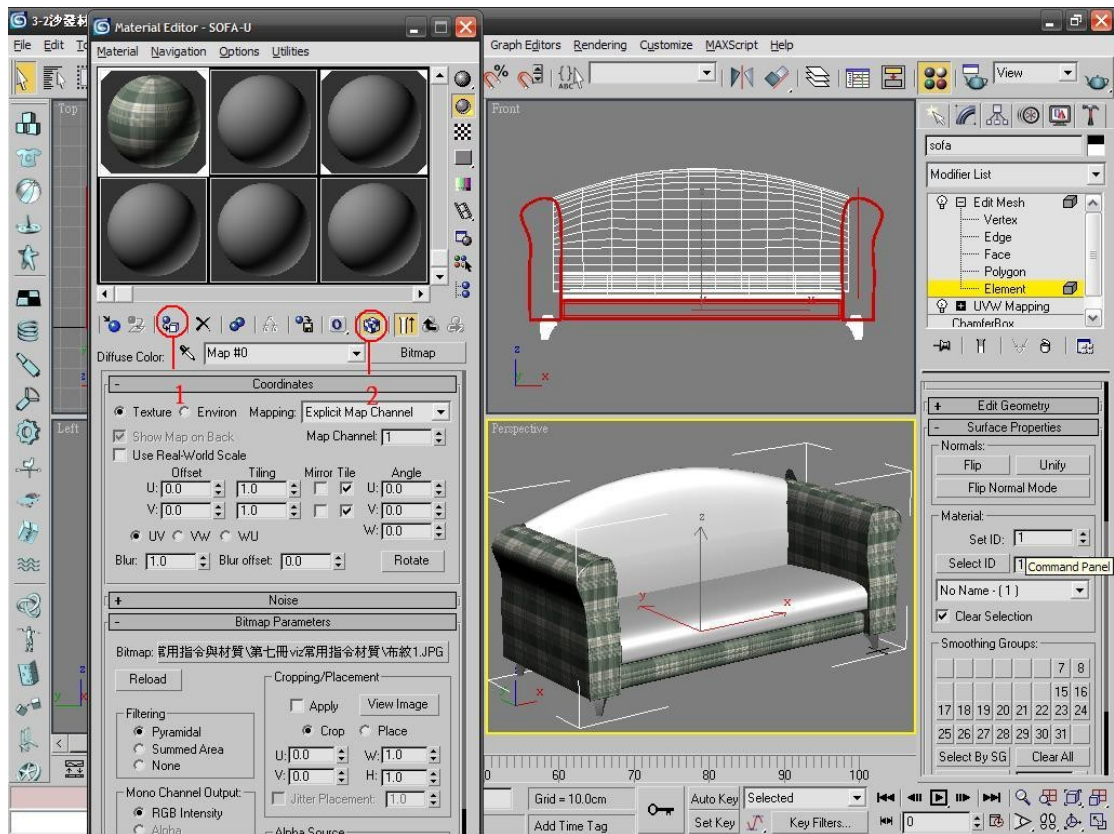 3-2沙發材
Material Editor - SOFA-U
File Edit
Material Navigation Options Utilities
Graph Editors Rendering Customize MAXScript Help
View
Top
Front
sofa
Modifier List
Edit Mesh
Vertex
Edge
Face
Polygon
Element
UVW Mapping
ChamferBox
Diffuse Color: Map #0 Bitmap
1
2
Coordinates
Texture Environ Mapping: Explicit Map Channel
Show Map on Back Map Channel: 1
Use Real-World Scale
Offset Tiling Mirror Tile Angle
U: 0.0 1.0 U: 0.0
V: 0.0 1.0 V: 0.0
W: 0.0
UV VW WU
Blur: 1.0 Blur offset: 0.0 Rotate
Noise
Bitmap Parameters
Bitmap: 常用指令與材質\第七冊viz常用指令材質\布紋1.JPG
Reload
Cropping/Placement
Apply View Image
Crop Place
U: 0.0 W: 1.0
V: 0.0 H: 1.0
Jitter Placement: 1.0
Filtering
Pyramidal
Summed Area
None
Mono Channel Output:
RGB Intensity
Alpha
Alpha Source
Left
z
x
y
z
x
Perspective
z
y
x
z
y
x
Edit Geometry
Surface Properties
Normals:
Flip Unify
Flip Normal Mode
Material:
Set ID: 1
Select ID 1
Command Panel
No Name - ( 1 )
Clear Selection
Smoothing Groups:
7 8
15 16
17 18 19 20 21 22 23 24
25 26 27 28 29 30 31
Select By SG Clear All
0 60 70 80 90 100
Grid = 10.0cm
Add Time Tag
Auto Key Selected
Set Key Key Filters...
0